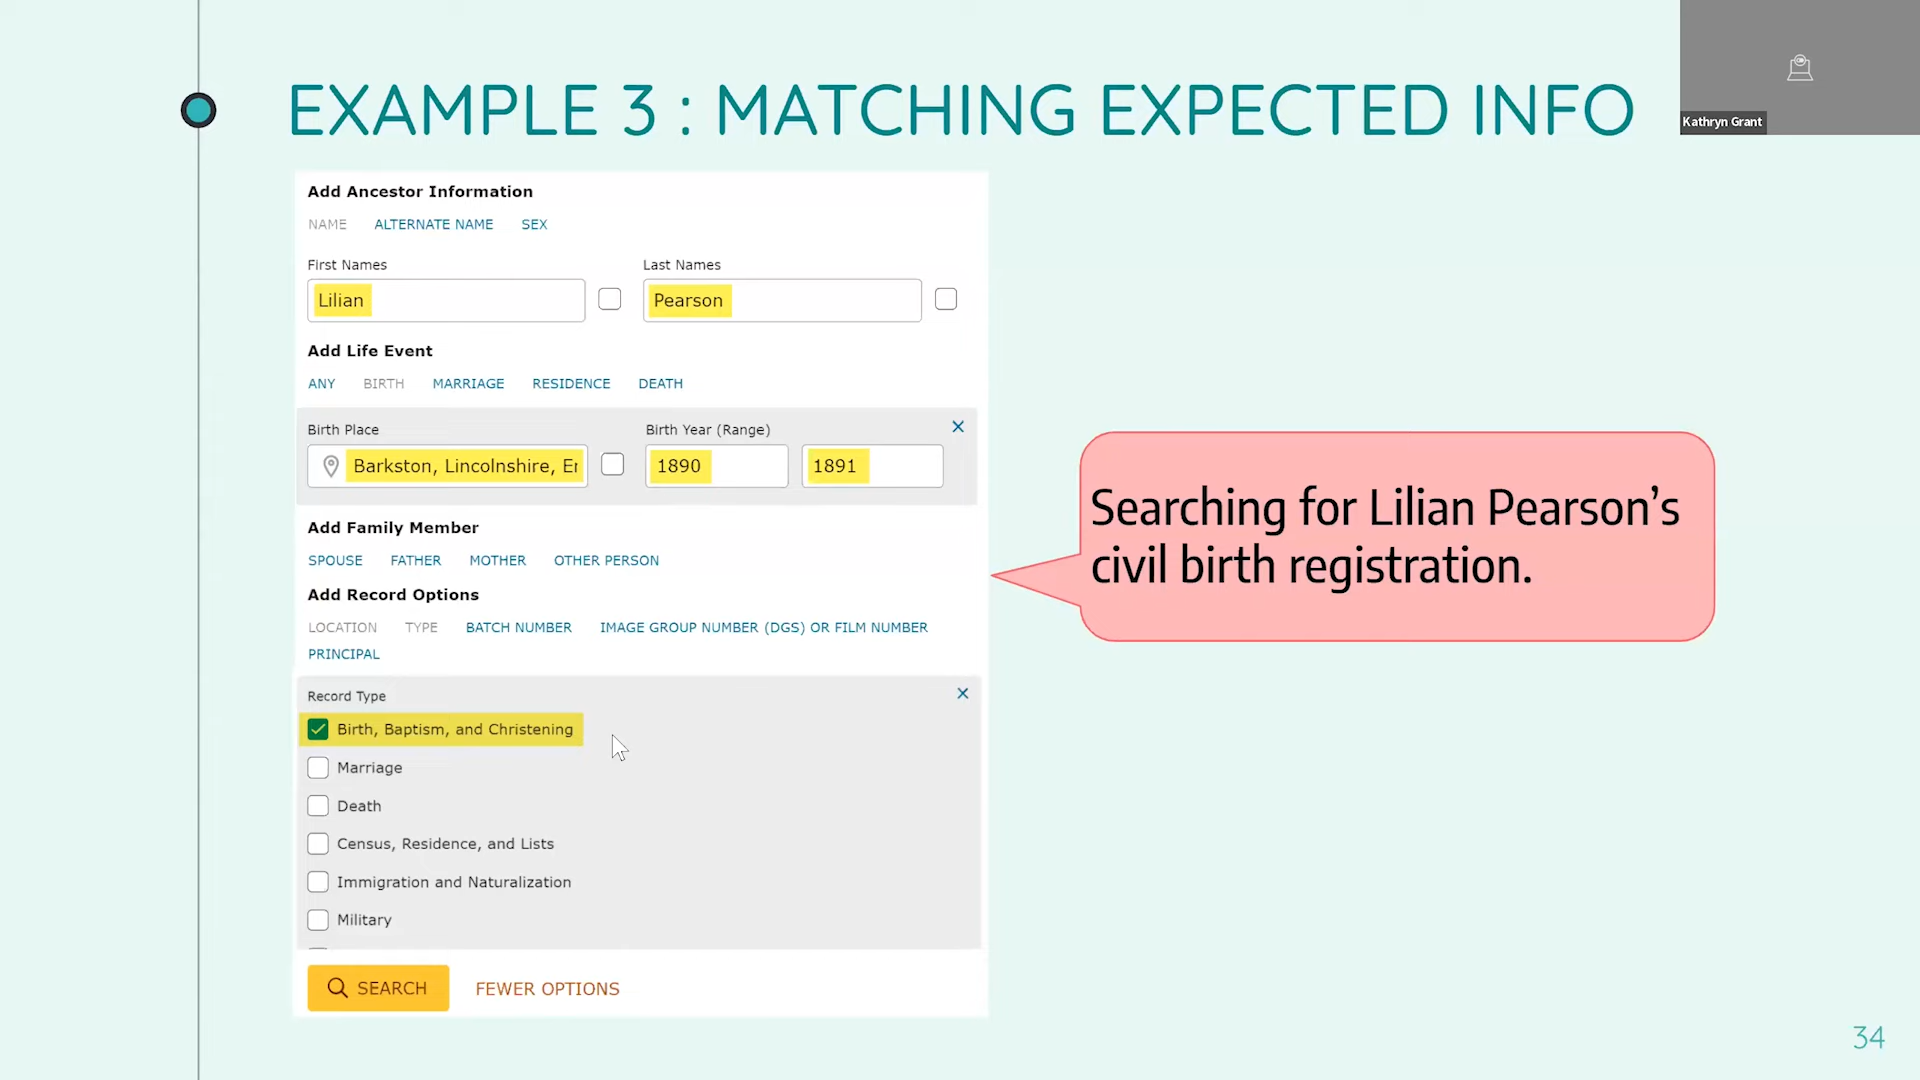 EXAMPLE 3 : MATCHING EXPECTED INFO
Kathryn Grant
Add Ancestor Information
NAME ALTERNATE NAME SEX
First Names Last Names
Lilian Pearson
Add Life Event
ANY BIRTH MARRIAGE RESIDENCE DEATH
Birth Place Birth Year (Range)
Barkston, Lincolnshire, Er 1890 1891
Add Family Member
SPOUSE FATHER MOTHER OTHER PERSON
Add Record Options
LOCATION TYPE BATCH NUMBER IMAGE GROUP NUMBER (DGS) OR FILM NUMBER
PRINCIPAL
Record Type
Birth, Baptism, and Christening
Marriage
Death
Census, Residence, and Lists
Immigration and Naturalization
Military
SEARCH FEWER OPTIONS
Searching for Lilian Pearson’s
civil birth registration.
34